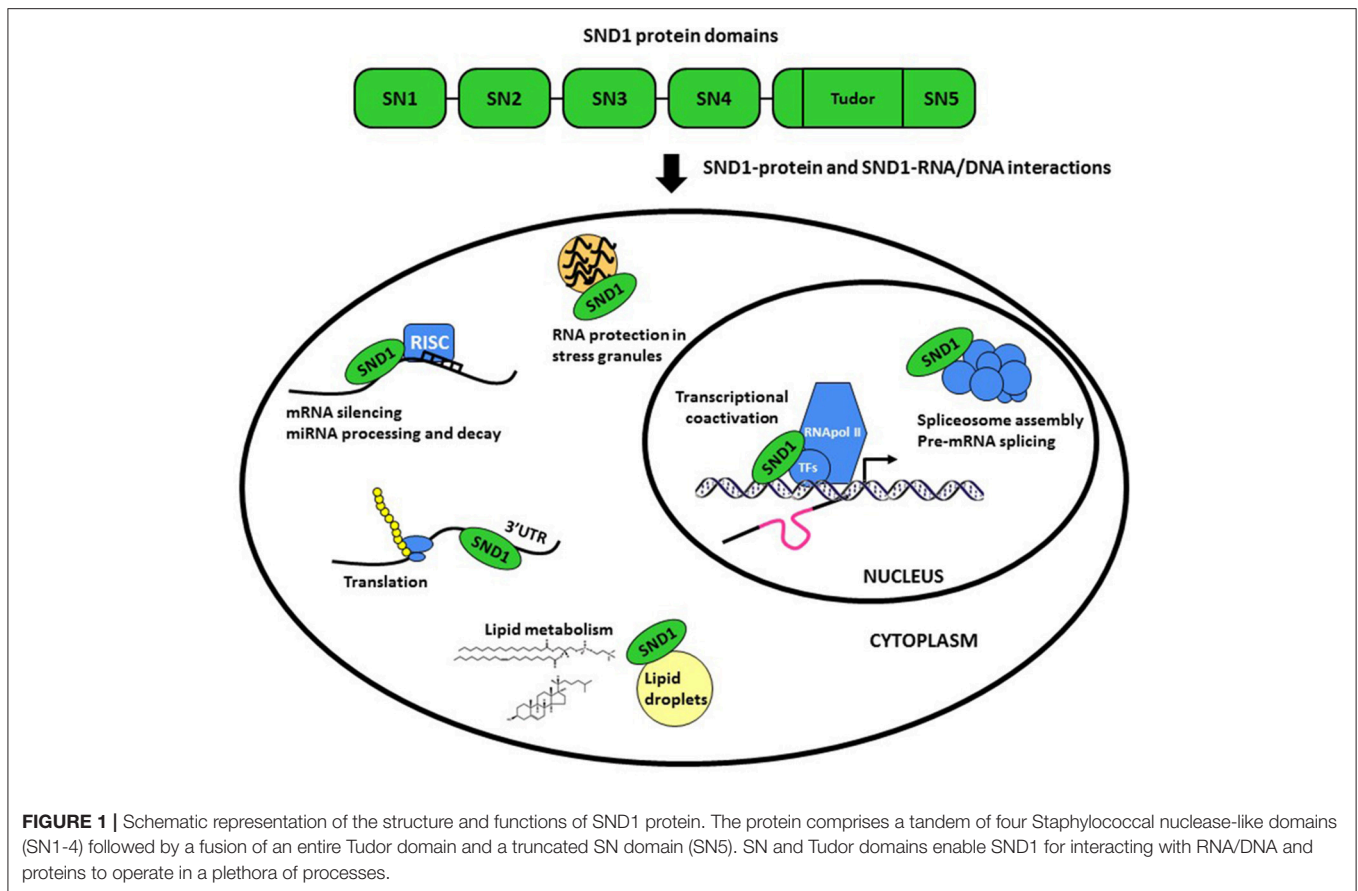 SND1 protein domains
SN1 SN2 SN3 SN4 Tudor SN5
SND1-protein and SND1-RNA/DNA interactions
SND1
RNA protection in
stress granules
SND1 RISC
mRNA silencing
miRNA processing and decay
SND1
Spliceosome assembly
Pre-mRNA splicing
Transcriptional
coactivation
RNApol II
SND1
TFs
NUCLEUS
3'UTR
SND1
Translation
CYTOPLASM
Lipid metabolism
SND1
Lipid
droplets
FIGURE 1 | Schematic representation of the structure and functions of SND1 protein. The protein comprises a tandem of four Staphylococcal nuclease-like domains
(SN1-4) followed by a fusion of an entire Tudor domain and a truncated SN domain (SN5). SN and Tudor domains enable SND1 for interacting with RNA/DNA and
proteins to operate in a plethora of processes.